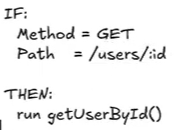 IF:
Method = GET
Path = /users/:id
THEN:
run getUserById()